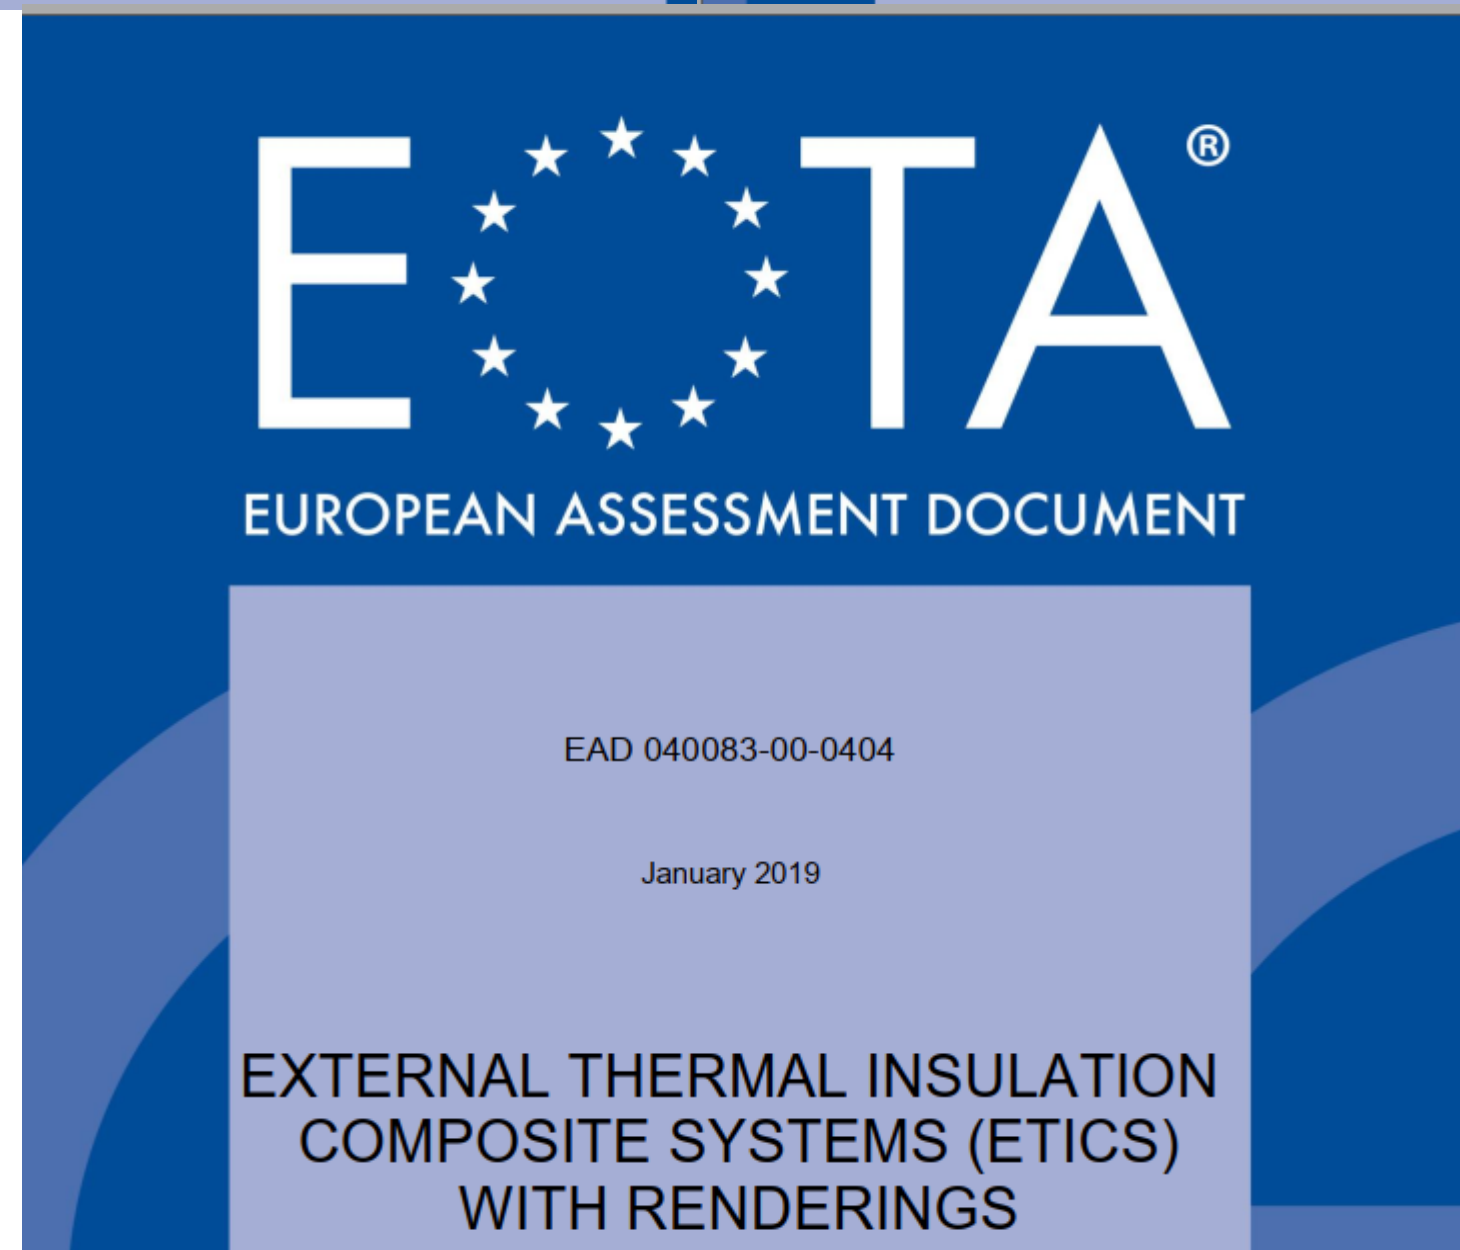 EOTA®
EUROPEAN ASSESSMENT DOCUMENT
EAD 040083-00-0404
January 2019
EXTERNAL THERMAL INSULATION
COMPOSITE SYSTEMS (ETICS)
WITH RENDERINGS